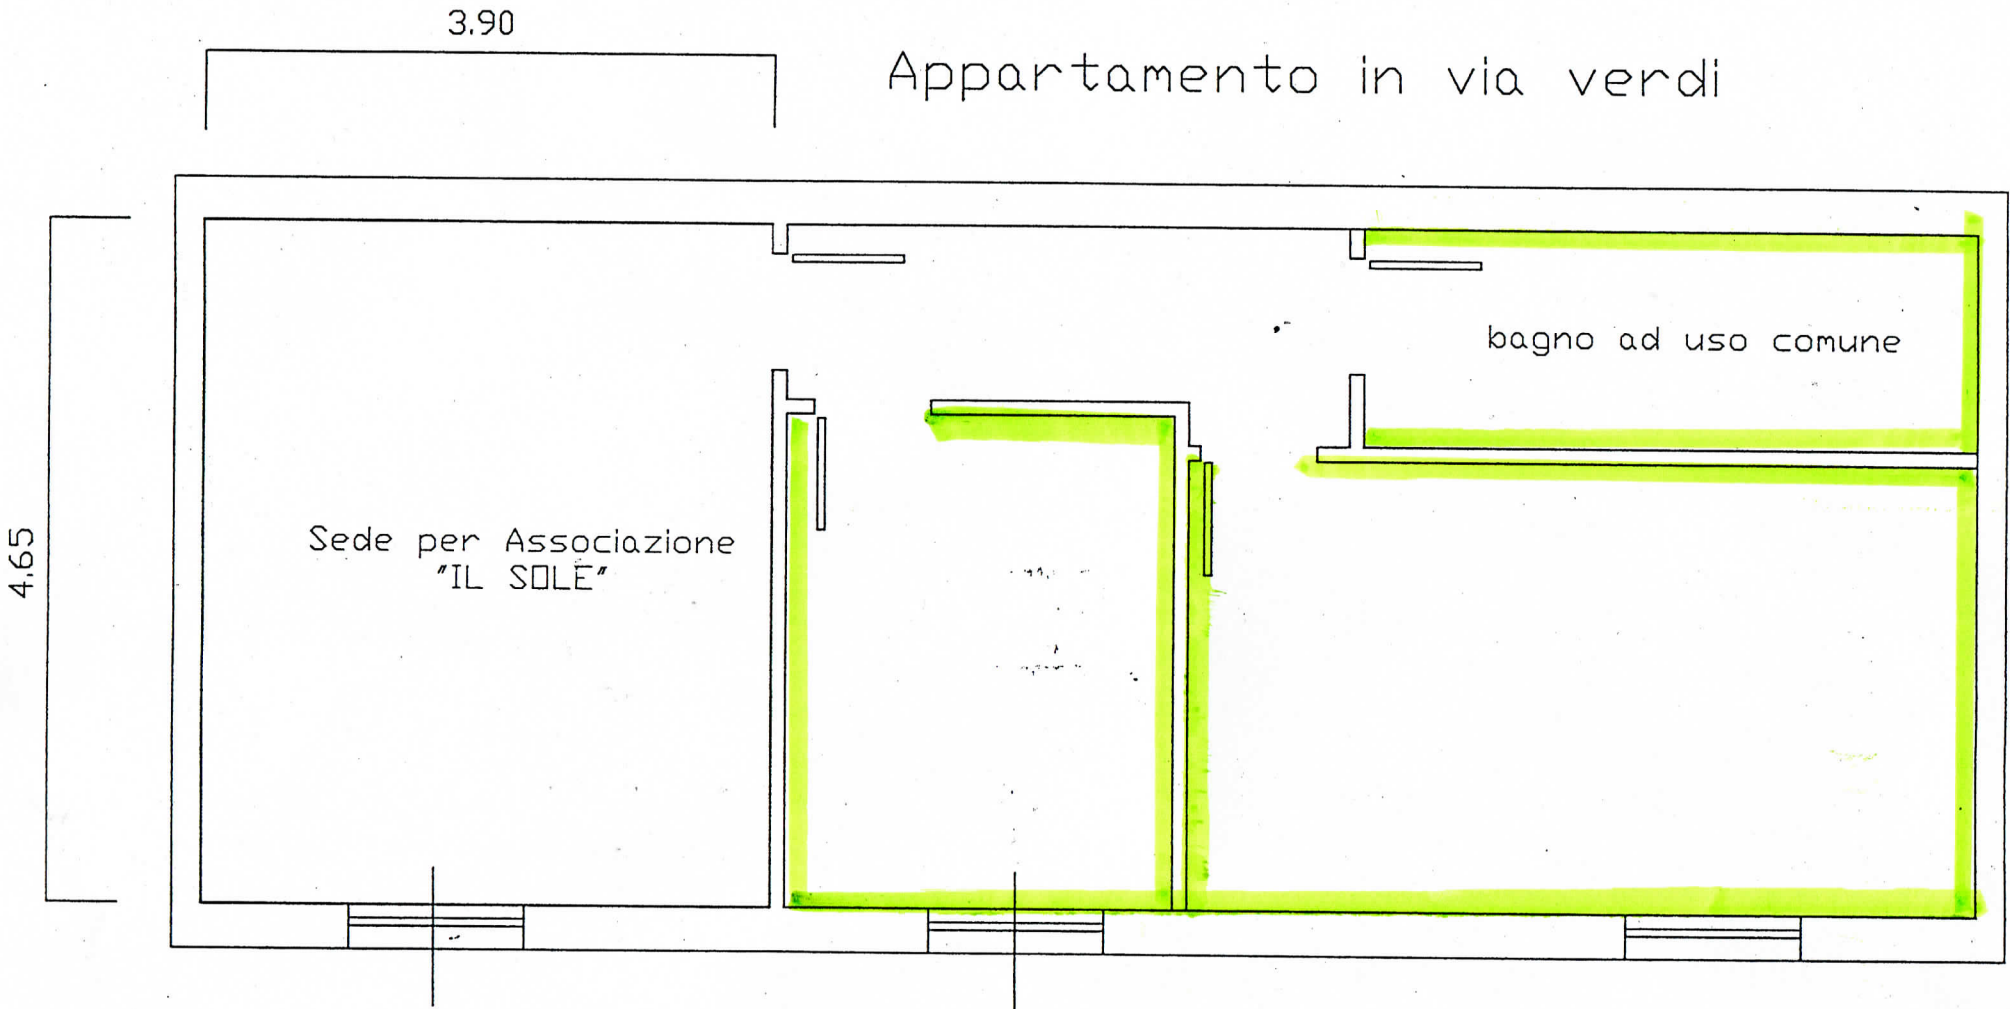 3.90
Appartamento in via verdi
bagno ad uso comune
Sede per Associazione
"IL SOLE"
4.65